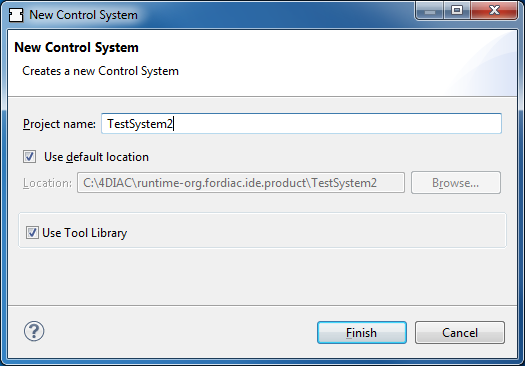 New Control System
New Control System
Creates a new Control System
Project name: TestSystem2
Use default location
Location: C:\4DIAC\runtime-org.fordiac.ide.product\TestSystem2 Browse...
Use Tool Library
? Finish Cancel